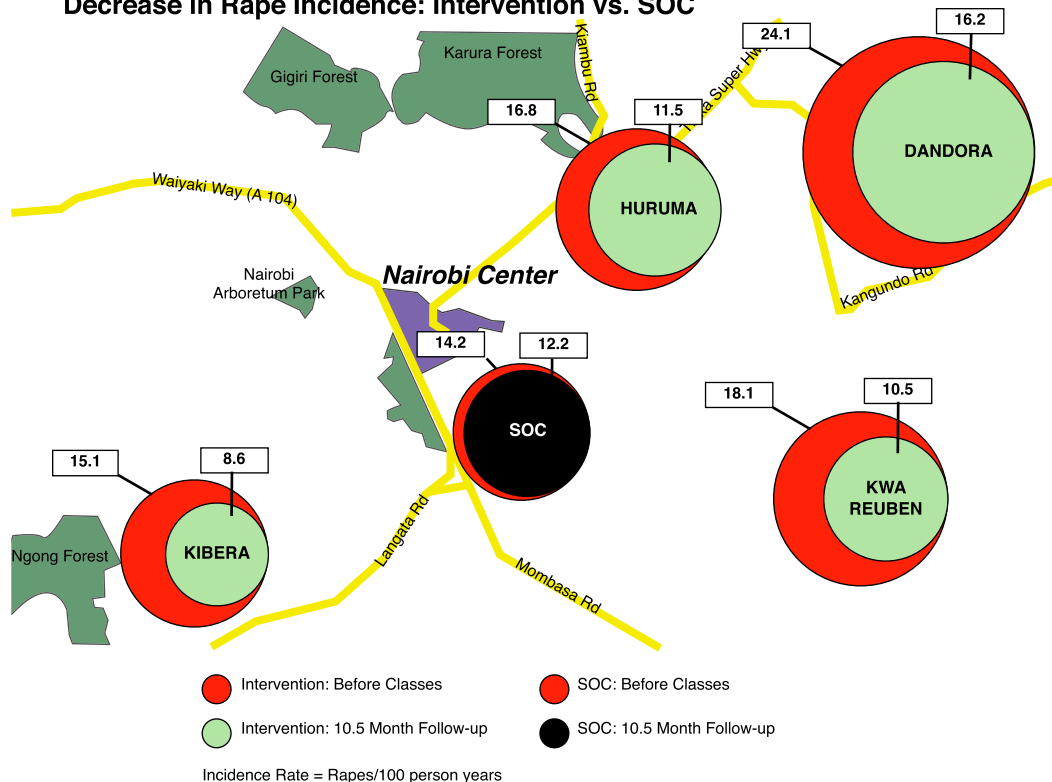 Decrease in Rape Incidence: Intervention vs. SOC
16.2
24.1
Kiambu Rd
Karura Forest
Gigiri Forest
Super Hwy
16.8
11.5
DANDORA
Waiyaki Way (A 104)
HURUMA
Nairobi
Arboretum Park
Nairobi Center
Kangundo Rd
14.2
12.2
18.1
10.5
SOC
15.1
8.6
KWA
REUBEN
Langata Rd
Ngong Forest
KIBERA
Mombasa Rd
Intervention: Before Classes
SOC: Before Classes
Intervention: 10.5 Month Follow-up
SOC: 10.5 Month Follow-up
Incidence Rate = Rapes/100 person years